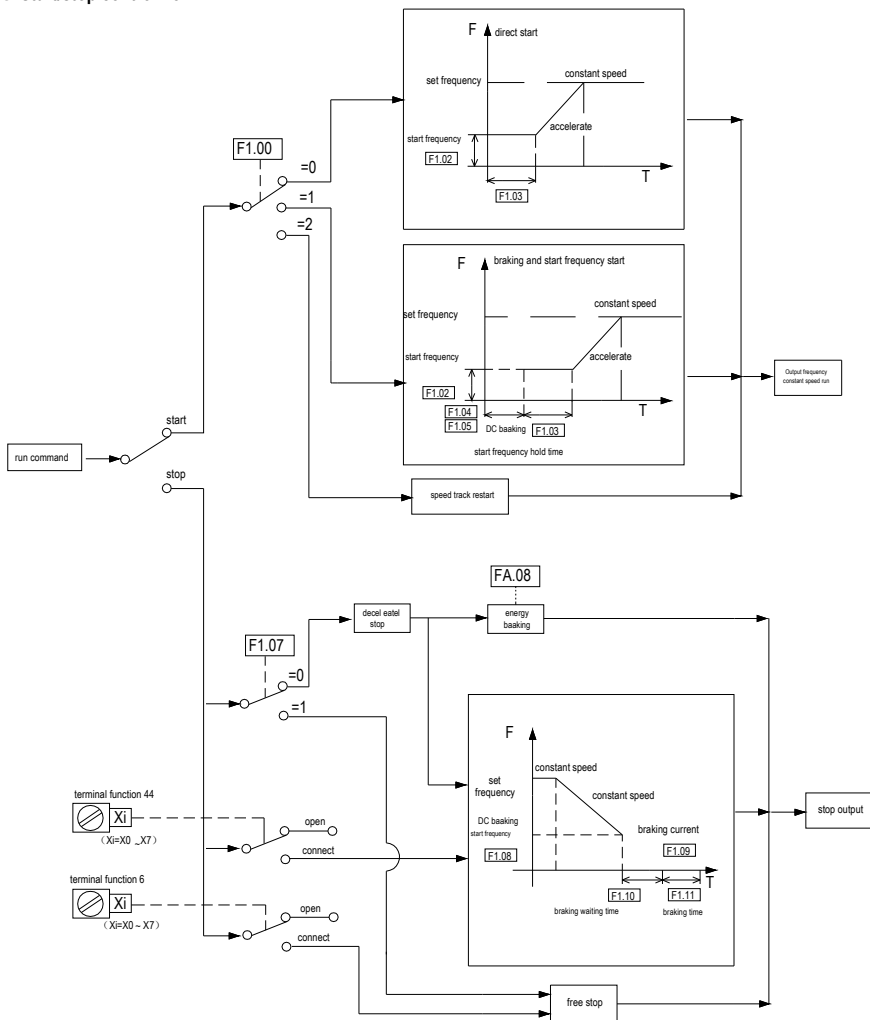 F
direct start
set frequency
constant speed
accelerate
start frequency
F1.02
T
F1.03
F1.00
=0
=1
=2
F
braking and start frequency start
constant speed
set frequency
start frequency
accelerate
F1.02
F1.04
F1.05
DC baaking
F1.03
T
start frequency hold time
Output frequency
constant speed run
start
run command
stop
speed track restart
FA.08
decel eatel
stop
energy
baaking
F1.07
=0
=1
F
constant speed
set
frequency
constant speed
DC baaking
start frequency
braking current
F1.08
F1.09
T
F1.10
F1.11
braking waiting time
braking time
stop output
terminal function 44
Xi
(Xi=X0 ~X7)
open
connect
terminal function 6
Xi
(Xi=X0 ~ X7)
open
connect
free stop